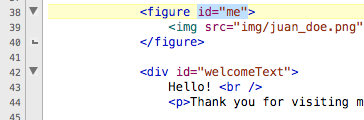 38 <figure id="me">
39 <img src="img/juan_doe.png"
40 </figure>
41
42 <div id="welcomeText">
43 Hello! <br />
44 <p>Thank you for visiting m